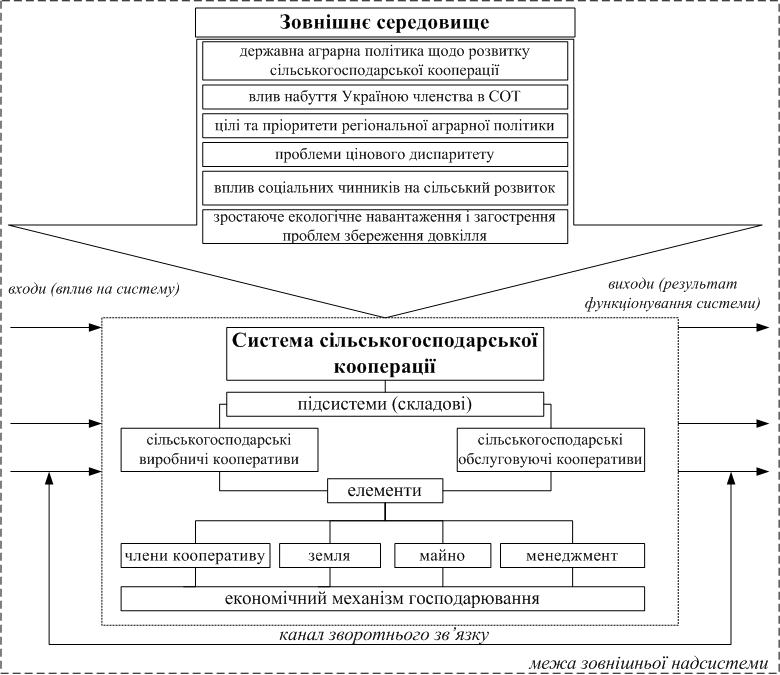 Зовнішнє середовище
державна аграрна політика щодо розвитку
сільськогосподарської кооперації
влив набуття Україною членства в СОТ
цілі та пріоритети регіональної аграрної політики
проблеми цінового диспаритету
вплив соціальних чинників на сільський розвиток
зростаюче екологічне навантаження і загострення
проблем збереження довкілля
входи (вплив на систему)
виходи (результат
функціонування системи)
Система сільськогосподарської
кооперації
підсистеми (складові)
сільськогосподарські
виробничі кооперативи
сільськогосподарські
обслуговуючі кооперативи
елементи
члени кооперативу
земля
майно
менеджмент
економічний механізм господарювання
канал зворотнього зв’язку
межа зовнішньої надсистеми